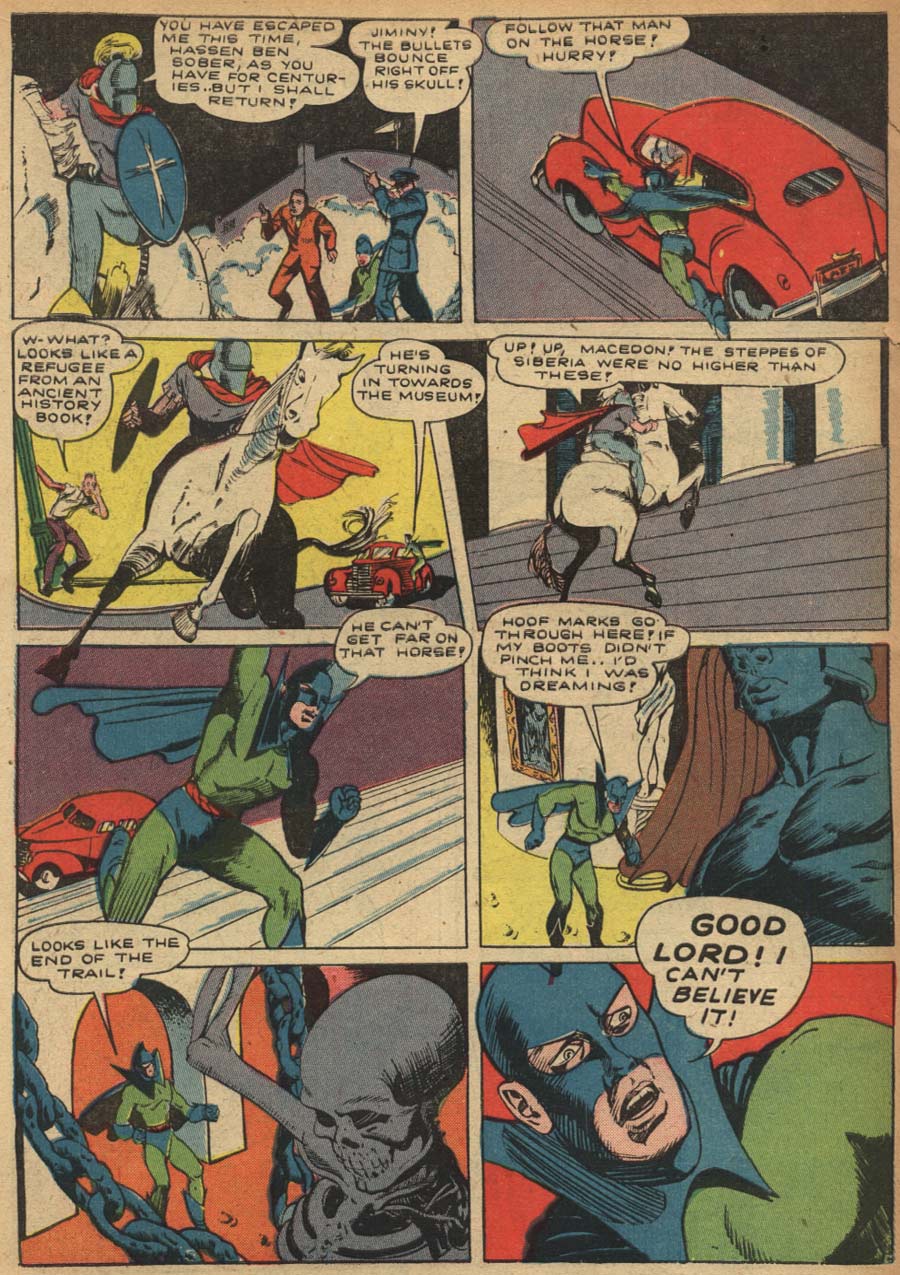 YOU HAVE ESCAPED
ME THIS TIME,
HASSEN BEN
SOBER, AS YOU
HAVE FOR CENTUR-
IES..BUT I SHALL
RETURN!
JIMINY!
THE BULLETS
BOUNCE
RIGHT OFF
HIS SKULL!
FOLLOW THAT MAN
ON THE HORSE!
HURRY!
W-WHAT?
LOOKS LIKE A
REFUGEE
FROM AN
ANCIENT
HISTORY
BOOK!
HE'S
TURNING
IN TOWARDS
THE MUSEUM!
UP! UP, MACEDON! THE STEPPES OF
SIBERIA WERE NO HIGHER THAN
THESE!
HE CAN'T
GET FAR ON
THAT HORSE!
HOOF MARKS GO
THROUGH HERE! IF
MY BOOTS DIDN'T
PINCH ME.. I'D
THINK I WAS
DREAMING!
LOOKS LIKE THE
END OF THE
TRAIL!
GOOD
LORD! I
CAN'T
BELIEVE
IT!